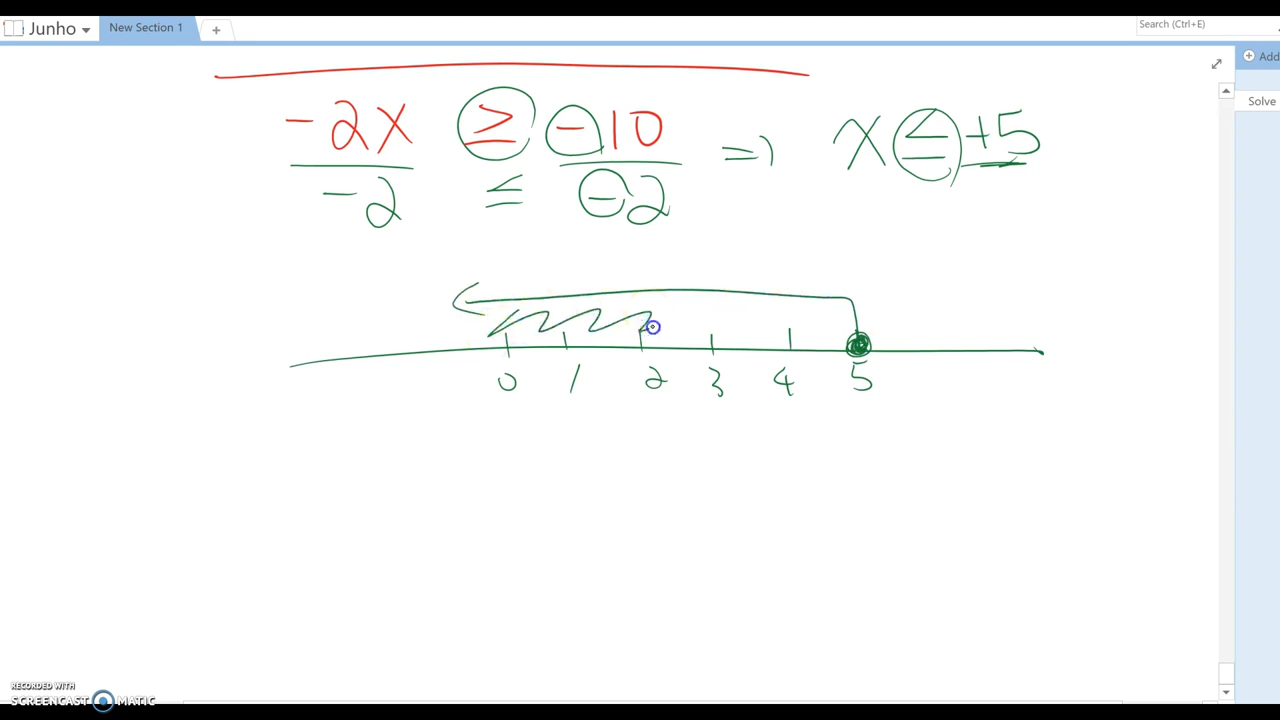 Junho
New Section 1
+
Search (Ctrl+E)
Add
Solve
-2x ≥ -10 => x ≤ +5
-2 ≤ -2
0 1 2 3 4 5
RECORDED WITH
SCREENCAST MATIC